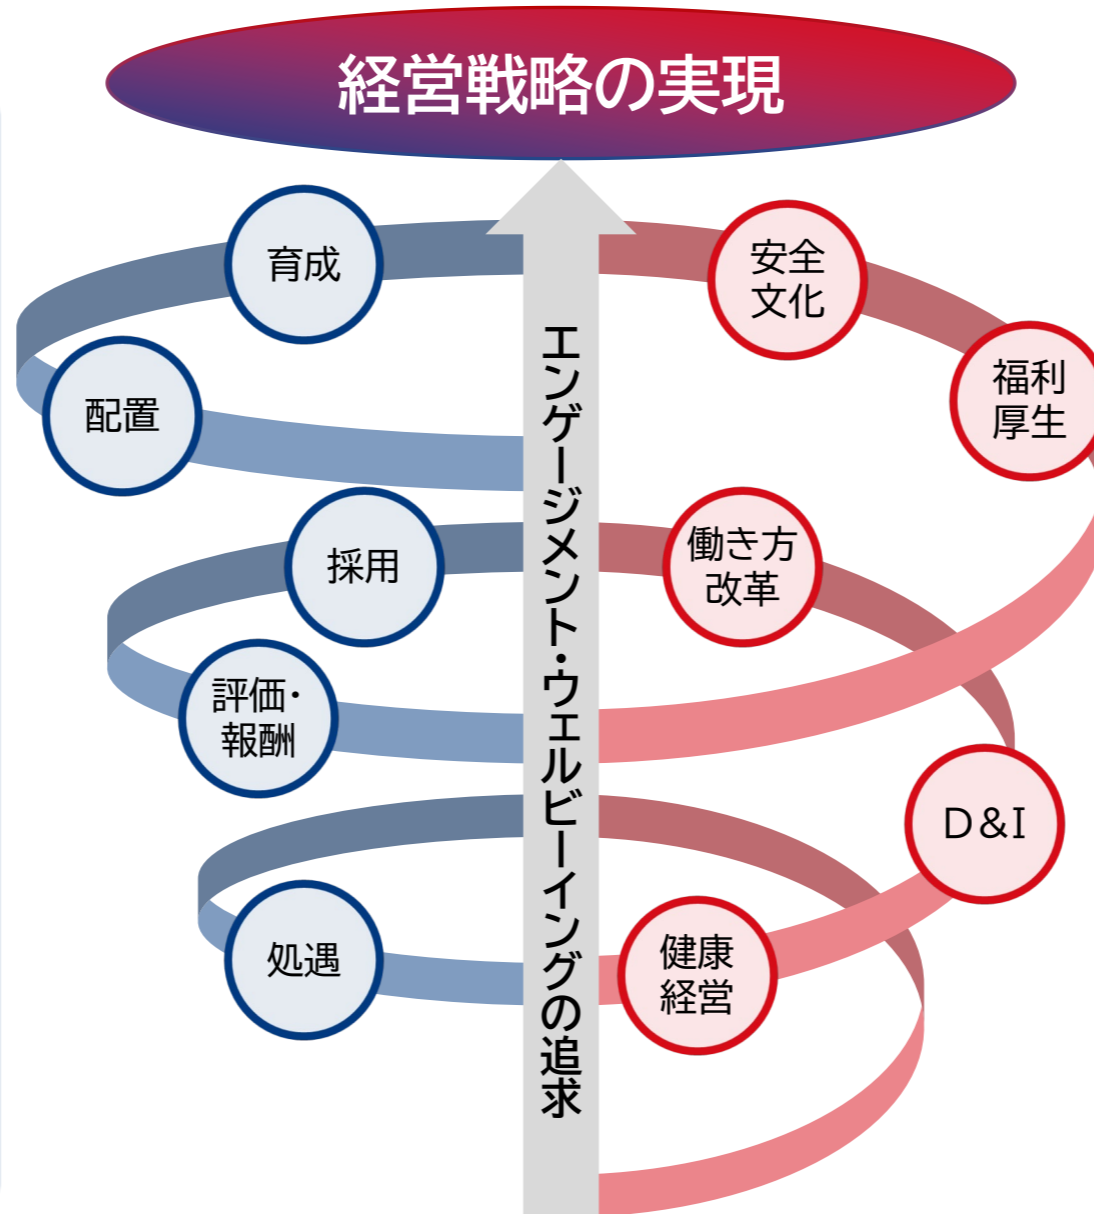 経営戦略の実現
育成
安全
文化
福利
厚生
配置
エンゲージメント・ウェルビーイングの追求
採用
働き方
改革
評価・
報酬
D&I
処遇
健康
経営